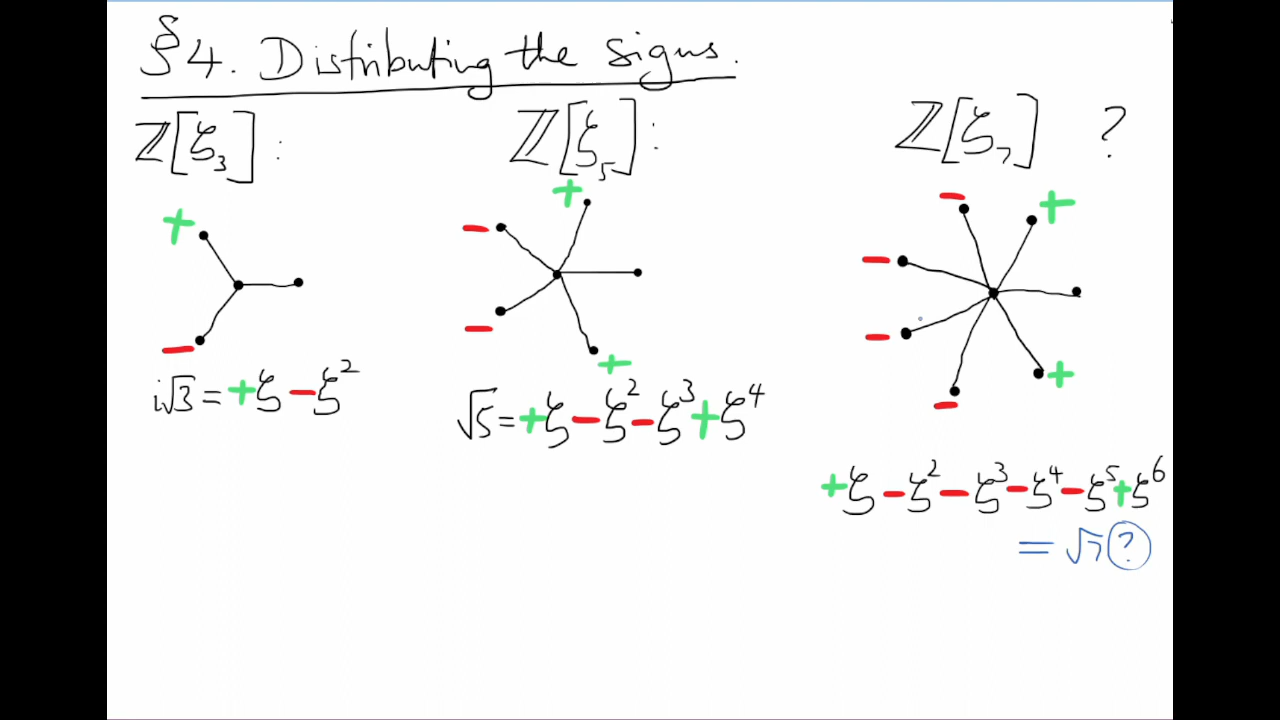 §4. Distributing the signs.
ℤ[ζ₃] :
ℤ[ζ₅] :
ℤ[ζ₇] ?
+
−
i√3 = +ζ − ζ²
+
−
−
+
√5 = +ζ − ζ² − ζ³ + ζ⁴
−
+
−
−
+
−
+ζ − ζ² − ζ³ − ζ⁴ − ζ⁵ + ζ⁶
= √7 ?